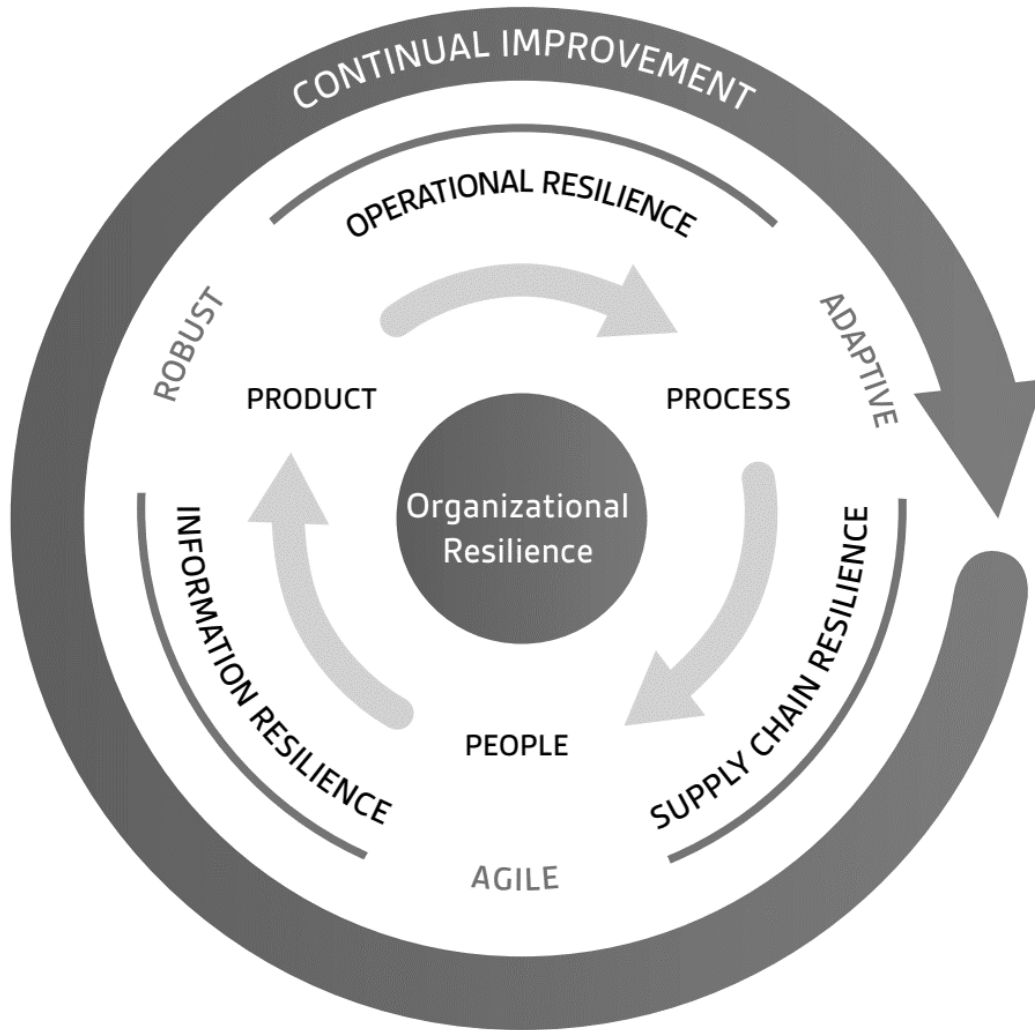 CONTINUAL IMPROVEMENT
OPERATIONAL RESILIENCE
ROBUST
ADAPTIVE
PRODUCT
PROCESS
Organizational
Resilience
INFORMATION RESILIENCE
SUPPLY CHAIN RESILIENCE
PEOPLE
AGILE